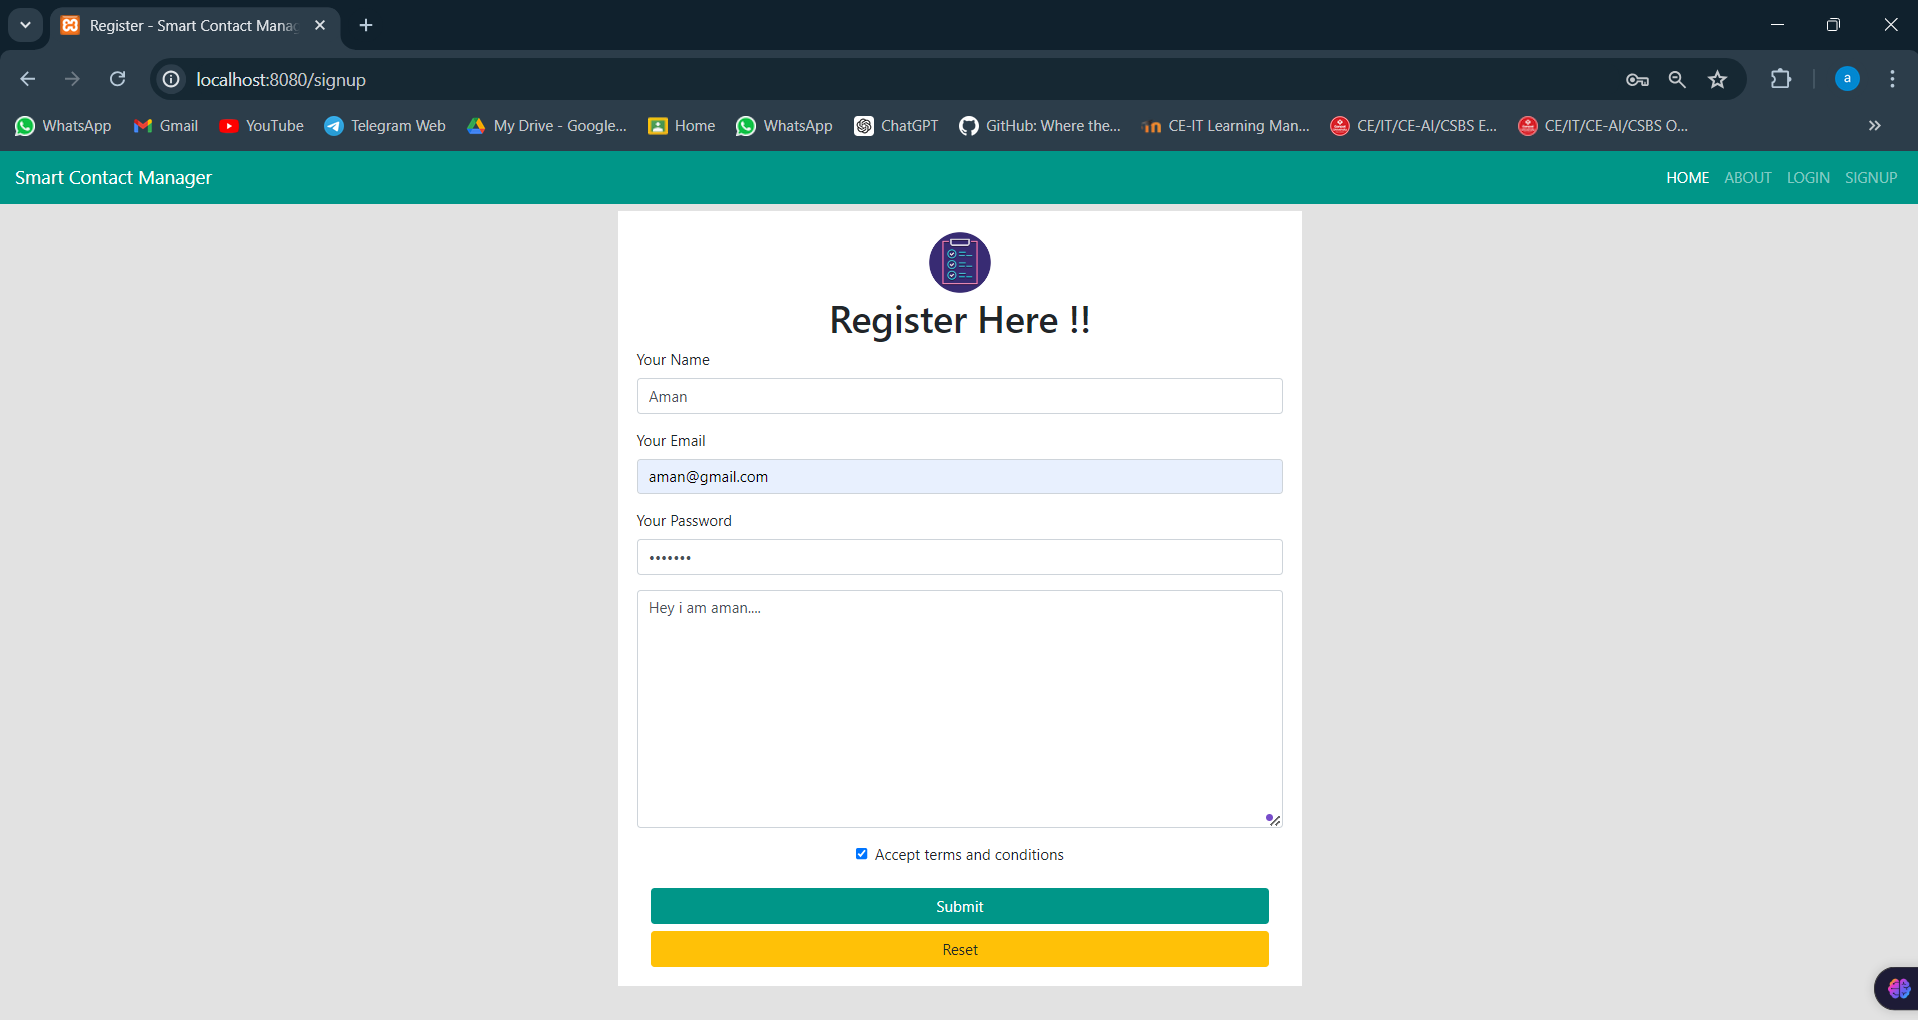 Register - Smart Contact Manag
localhost:8080/signup
a
WhatsApp Gmail YouTube Telegram Web My Drive - Google... Home WhatsApp ChatGPT GitHub: Where the... CE-IT Learning Man... CE/IT/CE-AI/CSBS E... CE/IT/CE-AI/CSBS O...
Smart Contact Manager HOME ABOUT LOGIN SIGNUP
Register Here !!
Your Name
Aman
Your Email
aman@gmail.com
Your Password
•••••••
Hey i am aman....
Accept terms and conditions
Submit
Reset